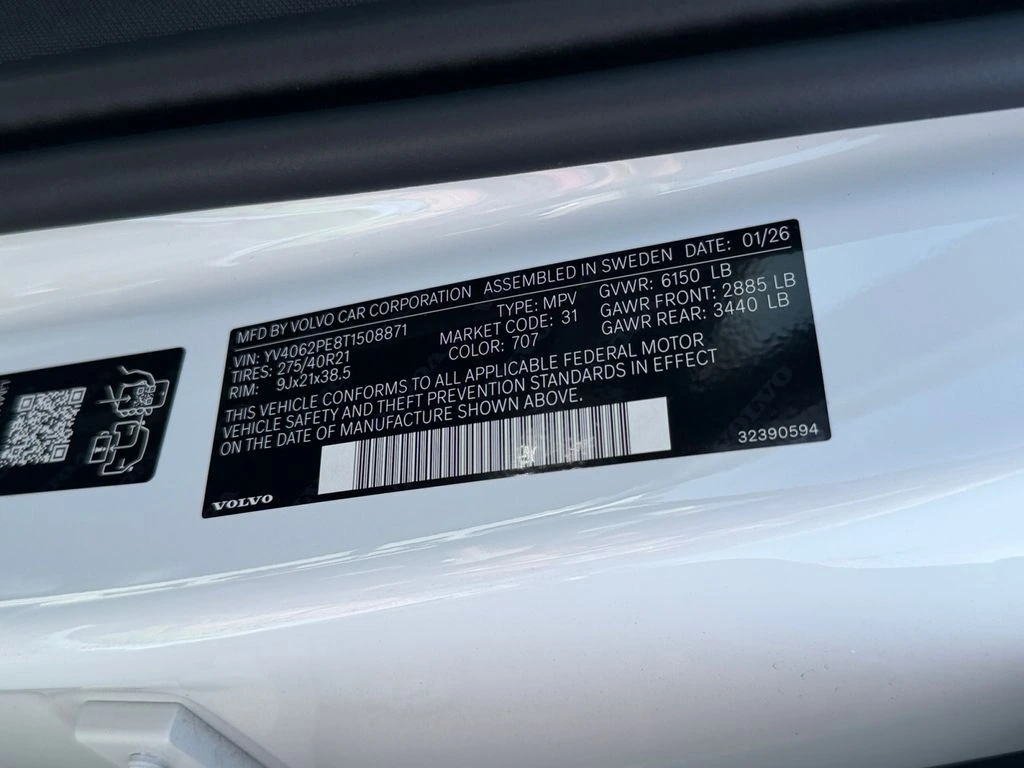 MFD BY VOLVO CAR CORPORATION ASSEMBLED IN SWEDEN DATE: 01/26
VIN: YV4062PE8T1508871 TYPE: MPV GVWR: 6150 LB
TIRES: 275/40R21 MARKET CODE: 31 GAWR FRONT: 2885 LB
RIM: 9Jx21x38.5 COLOR: 707 GAWR REAR: 3440 LB
THIS VEHICLE CONFORMS TO ALL APPLICABLE FEDERAL MOTOR
VEHICLE SAFETY AND THEFT PREVENTION STANDARDS IN EFFECT
ON THE DATE OF MANUFACTURE SHOWN ABOVE.
32390594
VOLVO